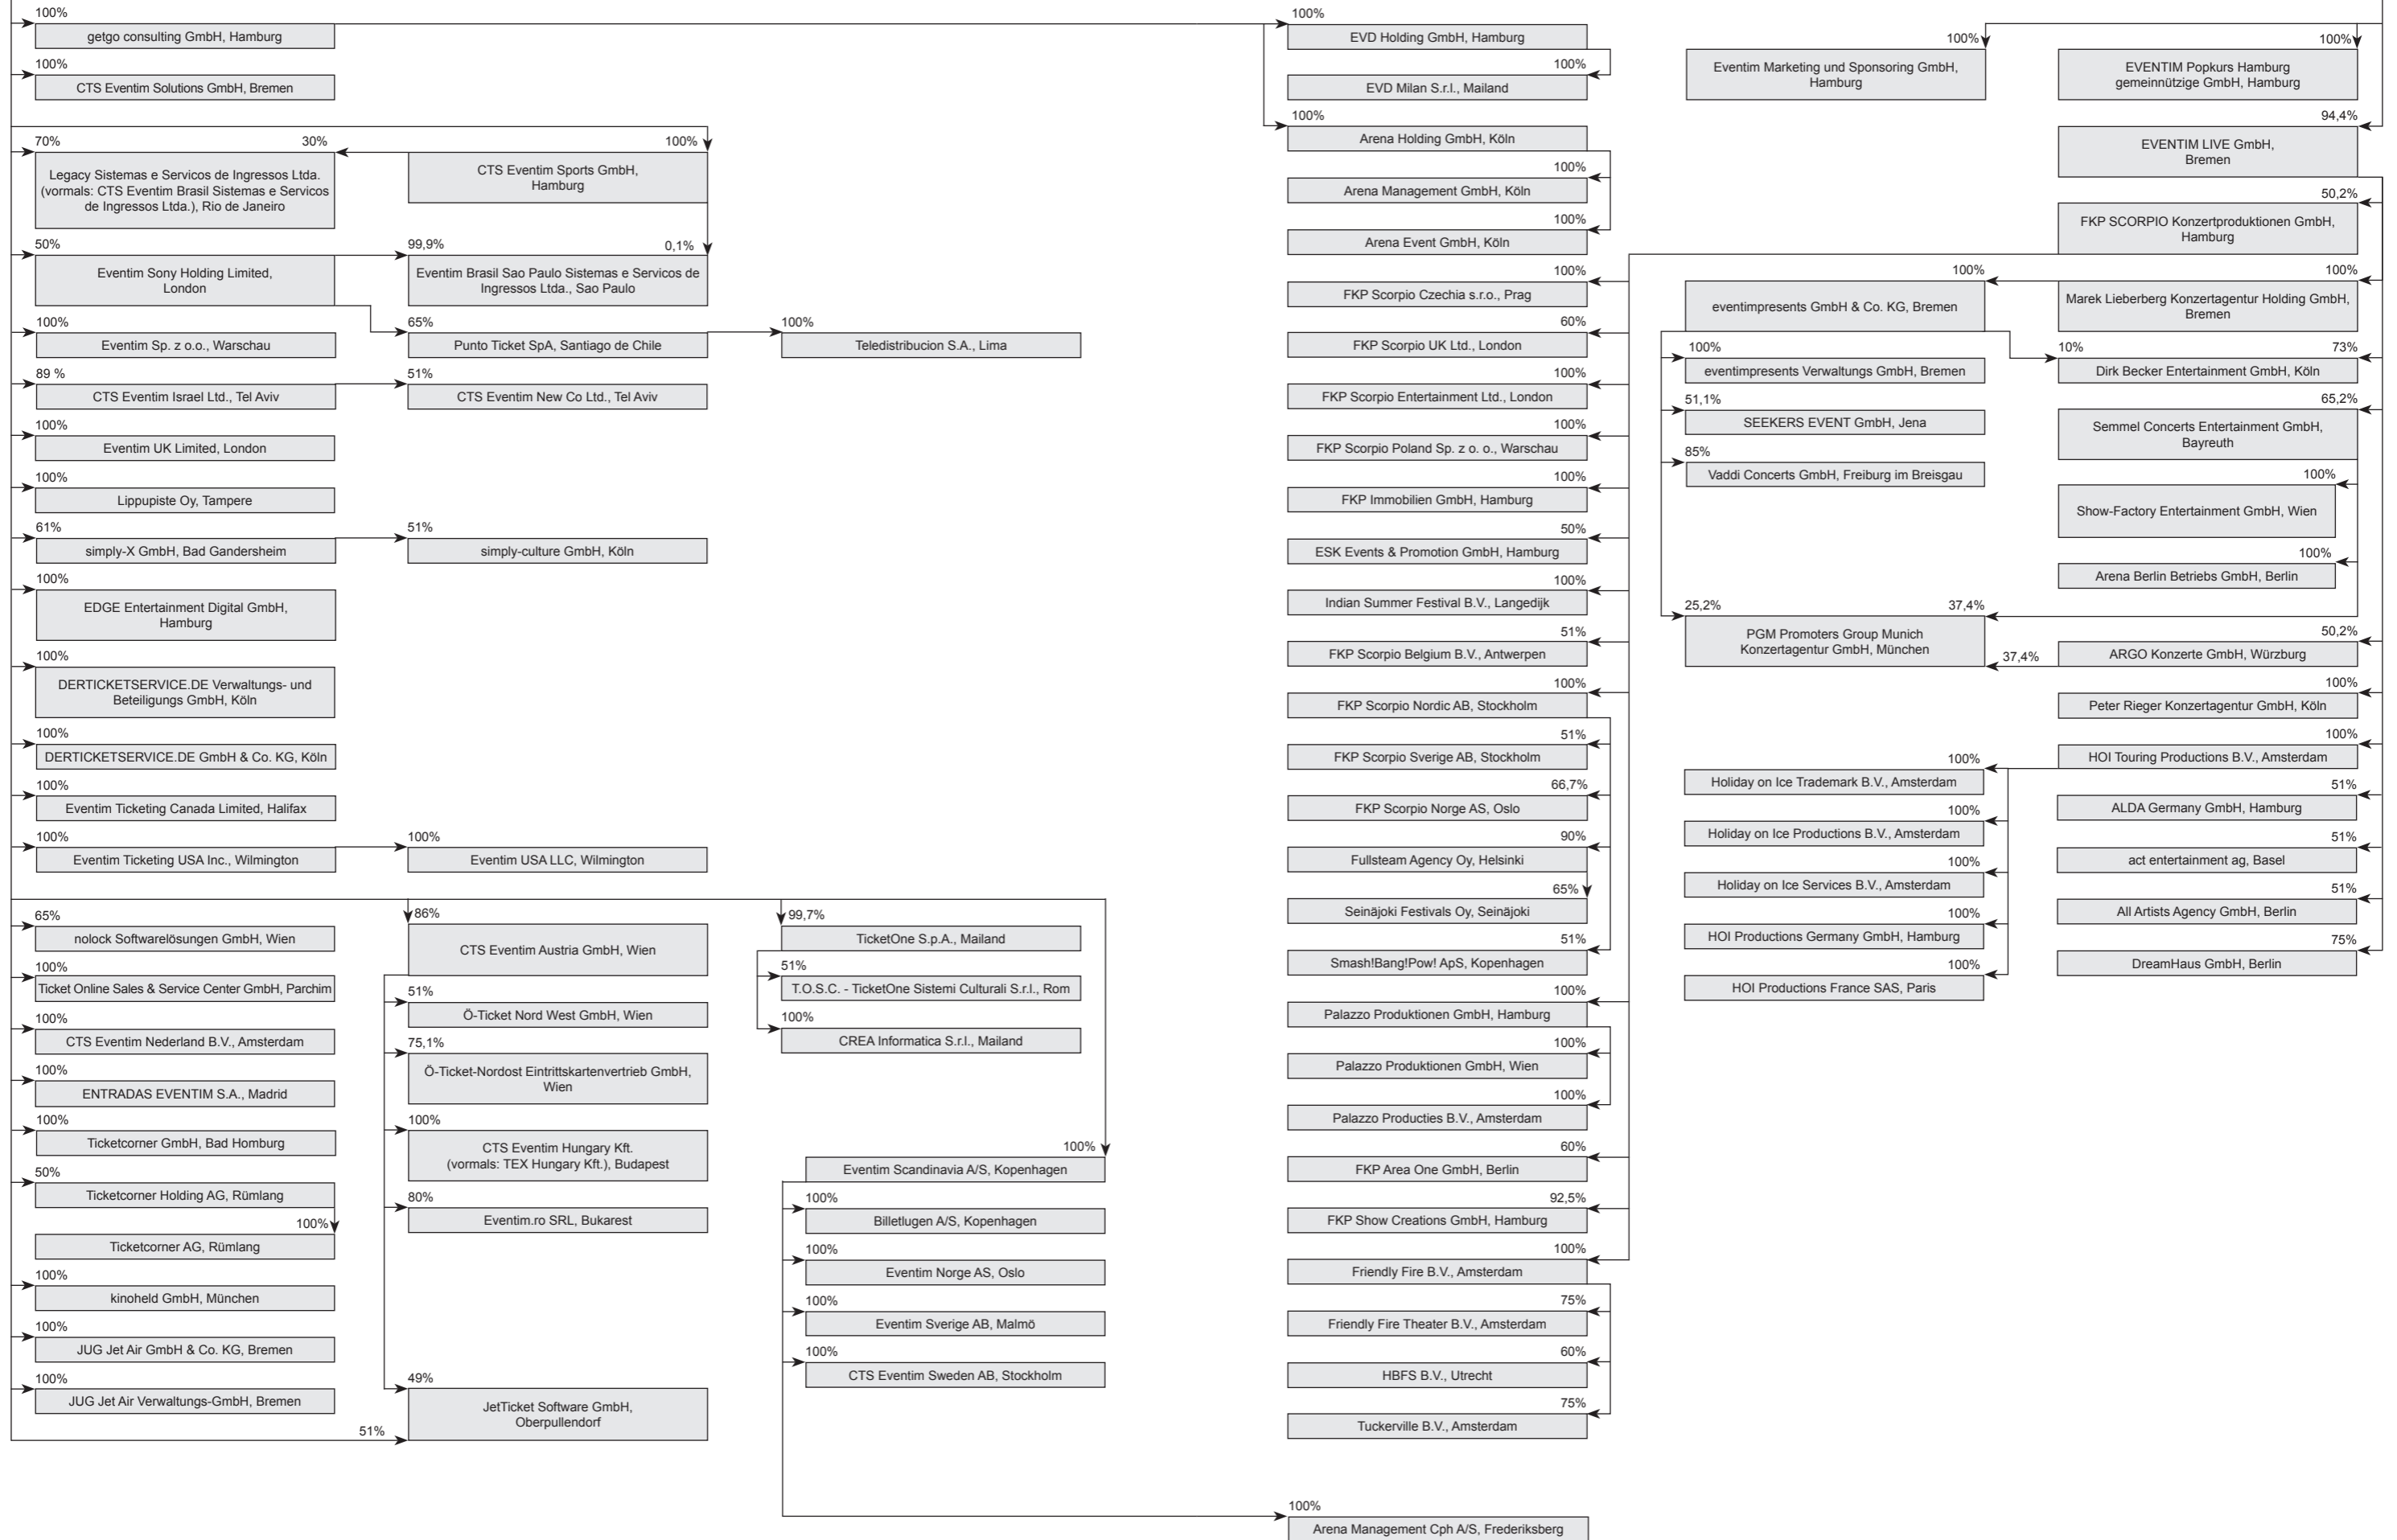 100%
getgo consulting GmbH, Hamburg
100%
CTS Eventim Solutions GmbH, Bremen
70%
30%
Legacy Sistemas e Servicos de Ingressos Ltda.
(vormals: CTS Eventim Brasil Sistemas e Servicos
de Ingressos Ltda.), Rio de Janeiro
100%
CTS Eventim Sports GmbH,
Hamburg
50%
Eventim Sony Holding Limited,
London
99,9%
0,1%
Eventim Brasil Sao Paulo Sistemas e Servicos de
Ingressos Ltda., Sao Paulo
100%
Eventim Sp. z o.o., Warschau
65%
Punto Ticket SpA, Santiago de Chile
100%
Teledistribucion S.A., Lima
89 %
CTS Eventim Israel Ltd., Tel Aviv
51%
CTS Eventim New Co Ltd., Tel Aviv
100%
Eventim UK Limited, London
100%
Lippupiste Oy, Tampere
61%
simply-X GmbH, Bad Gandersheim
51%
simply-culture GmbH, Köln
100%
EDGE Entertainment Digital GmbH,
Hamburg
100%
DERTICKETSERVICE.DE Verwaltungs- und
Beteiligungs GmbH, Köln
100%
DERTICKETSERVICE.DE GmbH & Co. KG, Köln
100%
Eventim Ticketing Canada Limited, Halifax
100%
Eventim Ticketing USA Inc., Wilmington
100%
Eventim USA LLC, Wilmington
65%
nolock Softwarelösungen GmbH, Wien
100%
Ticket Online Sales & Service Center GmbH, Parchim
100%
CTS Eventim Nederland B.V., Amsterdam
100%
ENTRADAS EVENTIM S.A., Madrid
100%
Ticketcorner GmbH, Bad Homburg
50%
Ticketcorner Holding AG, Rümlang
100%
Ticketcorner AG, Rümlang
100%
kinoheld GmbH, München
100%
JUG Jet Air GmbH & Co. KG, Bremen
100%
JUG Jet Air Verwaltungs-GmbH, Bremen
86%
CTS Eventim Austria GmbH, Wien
51%
Ö-Ticket Nord West GmbH, Wien
75,1%
Ö-Ticket-Nordost Eintrittskartenvertrieb GmbH,
Wien
100%
CTS Eventim Hungary Kft.
(vormals: TEX Hungary Kft.), Budapest
80%
Eventim.ro SRL, Bukarest
49%
JetTicket Software GmbH,
Oberpullendorf
51%
99,7%
TicketOne S.p.A., Mailand
51%
T.O.S.C. - TicketOne Sistemi Culturali S.r.l., Rom
100%
CREA Informatica S.r.l., Mailand
100%
Eventim Scandinavia A/S, Kopenhagen
100%
Billetlugen A/S, Kopenhagen
100%
Eventim Norge AS, Oslo
100%
Eventim Sverige AB, Malmö
100%
CTS Eventim Sweden AB, Stockholm
100%
EVD Holding GmbH, Hamburg
100%
EVD Milan S.r.l., Mailand
100%
Arena Holding GmbH, Köln
100%
Arena Management GmbH, Köln
100%
Arena Event GmbH, Köln
100%
FKP Scorpio Czechia s.r.o., Prag
60%
FKP Scorpio UK Ltd., London
100%
FKP Scorpio Entertainment Ltd., London
100%
FKP Scorpio Poland Sp. z o. o., Warschau
100%
FKP Immobilien GmbH, Hamburg
50%
ESK Events & Promotion GmbH, Hamburg
100%
Indian Summer Festival B.V., Langedijk
51%
FKP Scorpio Belgium B.V., Antwerpen
100%
FKP Scorpio Nordic AB, Stockholm
51%
FKP Scorpio Sverige AB, Stockholm
66,7%
FKP Scorpio Norge AS, Oslo
90%
Fullsteam Agency Oy, Helsinki
65%
Seinäjoki Festivals Oy, Seinäjoki
51%
Smash!Bang!Pow! ApS, Kopenhagen
100%
Palazzo Produktionen GmbH, Hamburg
100%
Palazzo Produktionen GmbH, Wien
100%
Palazzo Producties B.V., Amsterdam
60%
FKP Area One GmbH, Berlin
92,5%
FKP Show Creations GmbH, Hamburg
100%
Friendly Fire B.V., Amsterdam
75%
Friendly Fire Theater B.V., Amsterdam
60%
HBFS B.V., Utrecht
75%
Tuckerville B.V., Amsterdam
100%
Arena Management Cph A/S, Frederiksberg
100%
Eventim Marketing und Sponsoring GmbH,
Hamburg
100%
EVENTIM Popkurs Hamburg
gemeinnützige GmbH, Hamburg
94,4%
EVENTIM LIVE GmbH,
Bremen
50,2%
FKP SCORPIO Konzertproduktionen GmbH,
Hamburg
100%
eventimpresents GmbH & Co. KG, Bremen
100%
Marek Lieberberg Konzertagentur Holding GmbH,
Bremen
100%
eventimpresents Verwaltungs GmbH, Bremen
10%
73%
Dirk Becker Entertainment GmbH, Köln
51,1%
SEEKERS EVENT GmbH, Jena
65,2%
Semmel Concerts Entertainment GmbH,
Bayreuth
85%
Vaddi Concerts GmbH, Freiburg im Breisgau
100%
Show-Factory Entertainment GmbH, Wien
100%
Arena Berlin Betriebs GmbH, Berlin
25,2%
37,4%
PGM Promoters Group Munich
Konzertagentur GmbH, München
37,4%
50,2%
ARGO Konzerte GmbH, Würzburg
100%
Peter Rieger Konzertagentur GmbH, Köln
100%
HOI Touring Productions B.V., Amsterdam
100%
Holiday on Ice Trademark B.V., Amsterdam
51%
ALDA Germany GmbH, Hamburg
100%
Holiday on Ice Productions B.V., Amsterdam
51%
act entertainment ag, Basel
100%
Holiday on Ice Services B.V., Amsterdam
51%
All Artists Agency GmbH, Berlin
100%
HOI Productions Germany GmbH, Hamburg
75%
DreamHaus GmbH, Berlin
100%
HOI Productions France SAS, Paris